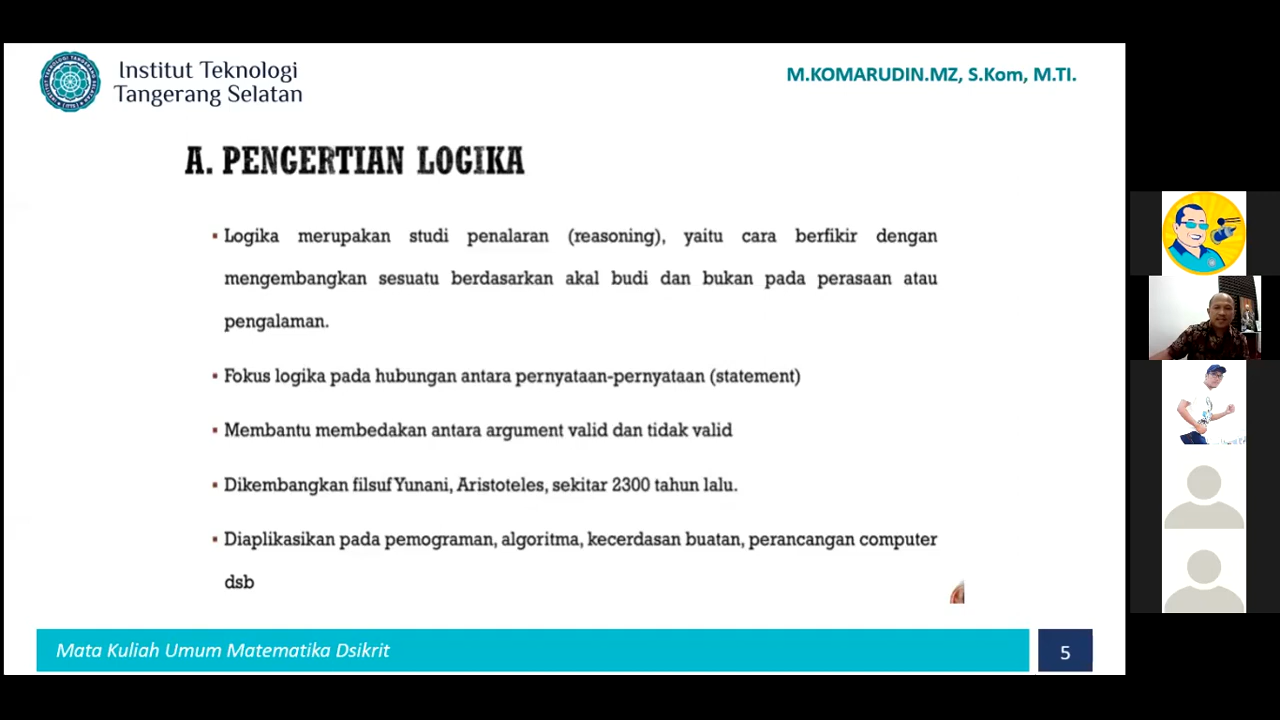 Institut Teknologi
Tangerang Selatan
M.KOMARUDIN.MZ, S.Kom, M.TI.
A. PENGERTIAN LOGIKA
▪ Logika merupakan studi penalaran (reasoning), yaitu cara berfikir dengan
mengembangkan sesuatu berdasarkan akal budi dan bukan pada perasaan atau
pengalaman.
▪ Fokus logika pada hubungan antara pernyataan-pernyataan (statement)
▪ Membantu membedakan antara argument valid dan tidak valid
▪ Dikembangkan filsuf Yunani, Aristoteles, sekitar 2300 tahun lalu.
▪ Diaplikasikan pada pemograman, algoritma, kecerdasan buatan, perancangan computer
dsb
Mata Kuliah Umum Matematika Dsikrit
5